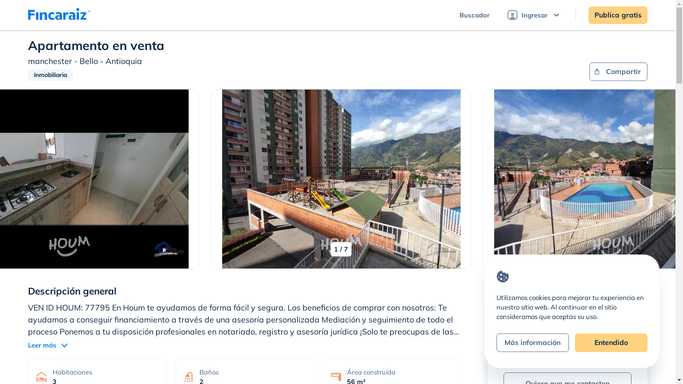 Fincaraiz
Buscador
Ingresar
Publica gratis
Apartamento en venta
manchester - Bello - Antioquia
Inmobiliaria
Compartir
HOUM
HOUM
HOUM
1 / 7
Descripción general
VEN ID HOUM: 77795 En Houm te ayudamos de forma fácil y segura. Los beneficios de comprar con nosotros: Te
ayudamos a conseguir financiamiento a través de una asesoría personalizada Mediación y seguimiento de todo el
proceso Ponemos a tu disposición profesionales en notariado, registro y asesoría jurídica ¡Solo te preocupas de las...
Leer más
Habitaciones
3
Baños
2
Área construida
56 m²
Utilizamos cookies para mejorar tu experiencia en
nuestro sitio web. Al continuar en el sitio
consideramos que aceptas su uso.
Más información
Entendido
Quiero que me contacten